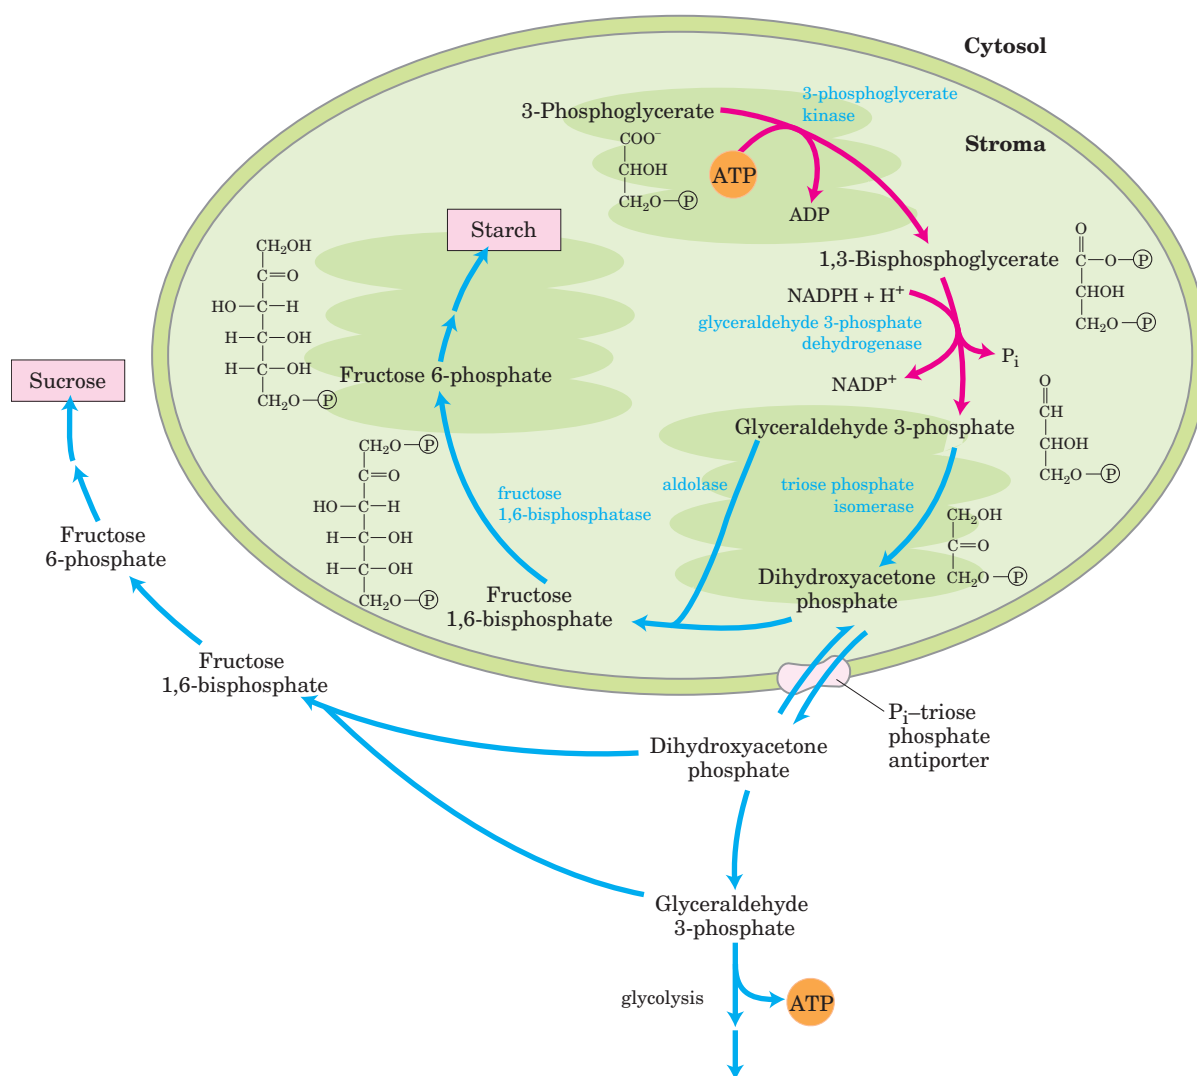 Cytosol
3-phosphoglycerate
kinase
3-Phosphoglycerate
Stroma
COO⁻
CHOH
CH₂O—Ⓟ
ATP
ADP
Starch
1,3-Bisphosphoglycerate
O
C—O—Ⓟ
CHOH
CH₂O—Ⓟ
NADPH + H⁺
glyceraldehyde 3-phosphate
dehydrogenase
Pᵢ
NADP⁺
CH₂OH
C=O
HO—C—H
H—C—OH
H—C—OH
CH₂O—Ⓟ
Fructose 6-phosphate
Sucrose
O
CH
CHOH
CH₂O—Ⓟ
Glyceraldehyde 3-phosphate
CH₂O—Ⓟ
C=O
HO—C—H
H—C—OH
H—C—OH
CH₂O—Ⓟ
fructose
1,6-bisphosphatase
aldolase
triose phosphate
isomerase
CH₂OH
C=O
CH₂O—Ⓟ
Dihydroxyacetone
phosphate
Fructose
1,6-bisphosphate
Fructose
6-phosphate
Fructose
1,6-bisphosphate
Pᵢ–triose
phosphate
antiporter
Dihydroxyacetone
phosphate
Glyceraldehyde
3-phosphate
glycolysis
ATP